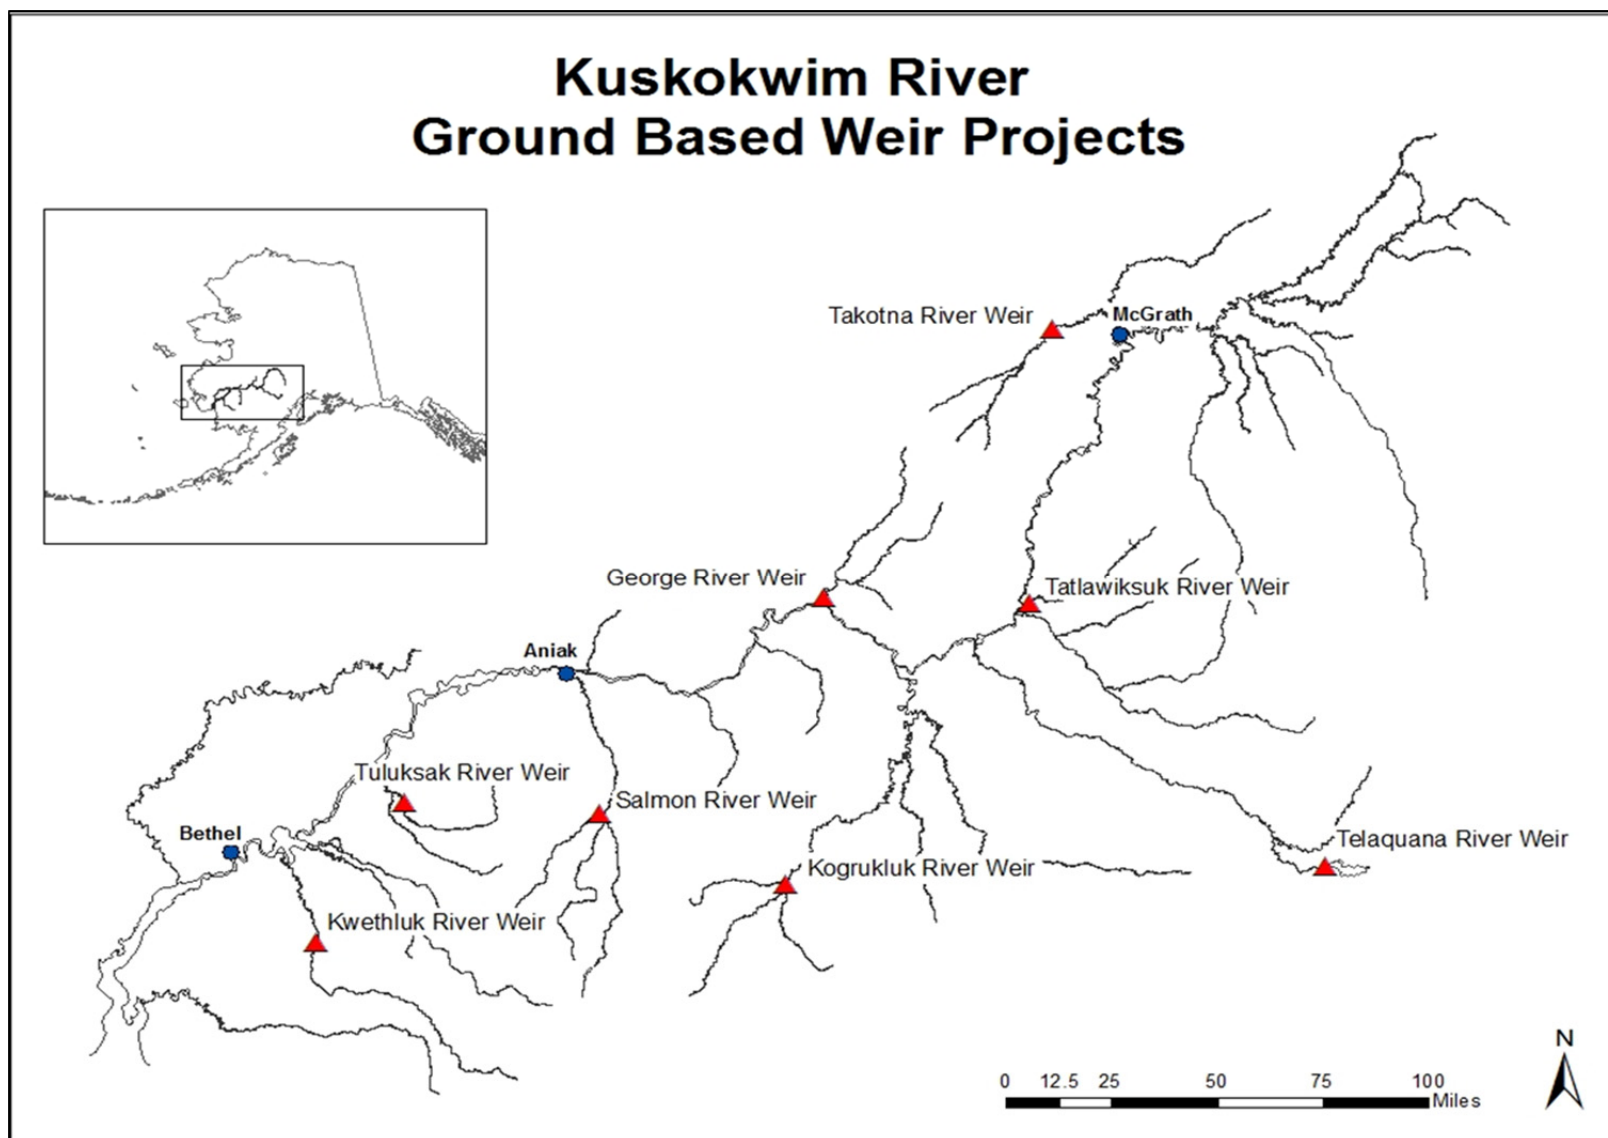 Kuskokwim River
Ground Based Weir Projects
Takotna River Weir
McGrath
George River Weir
Tatlawiksuk River Weir
Aniak
Tuluksak River Weir
Salmon River Weir
Bethel
Telaquana River Weir
Kogrukluk River Weir
Kwethluk River Weir
N
0 12.5 25 50 75 100
Miles